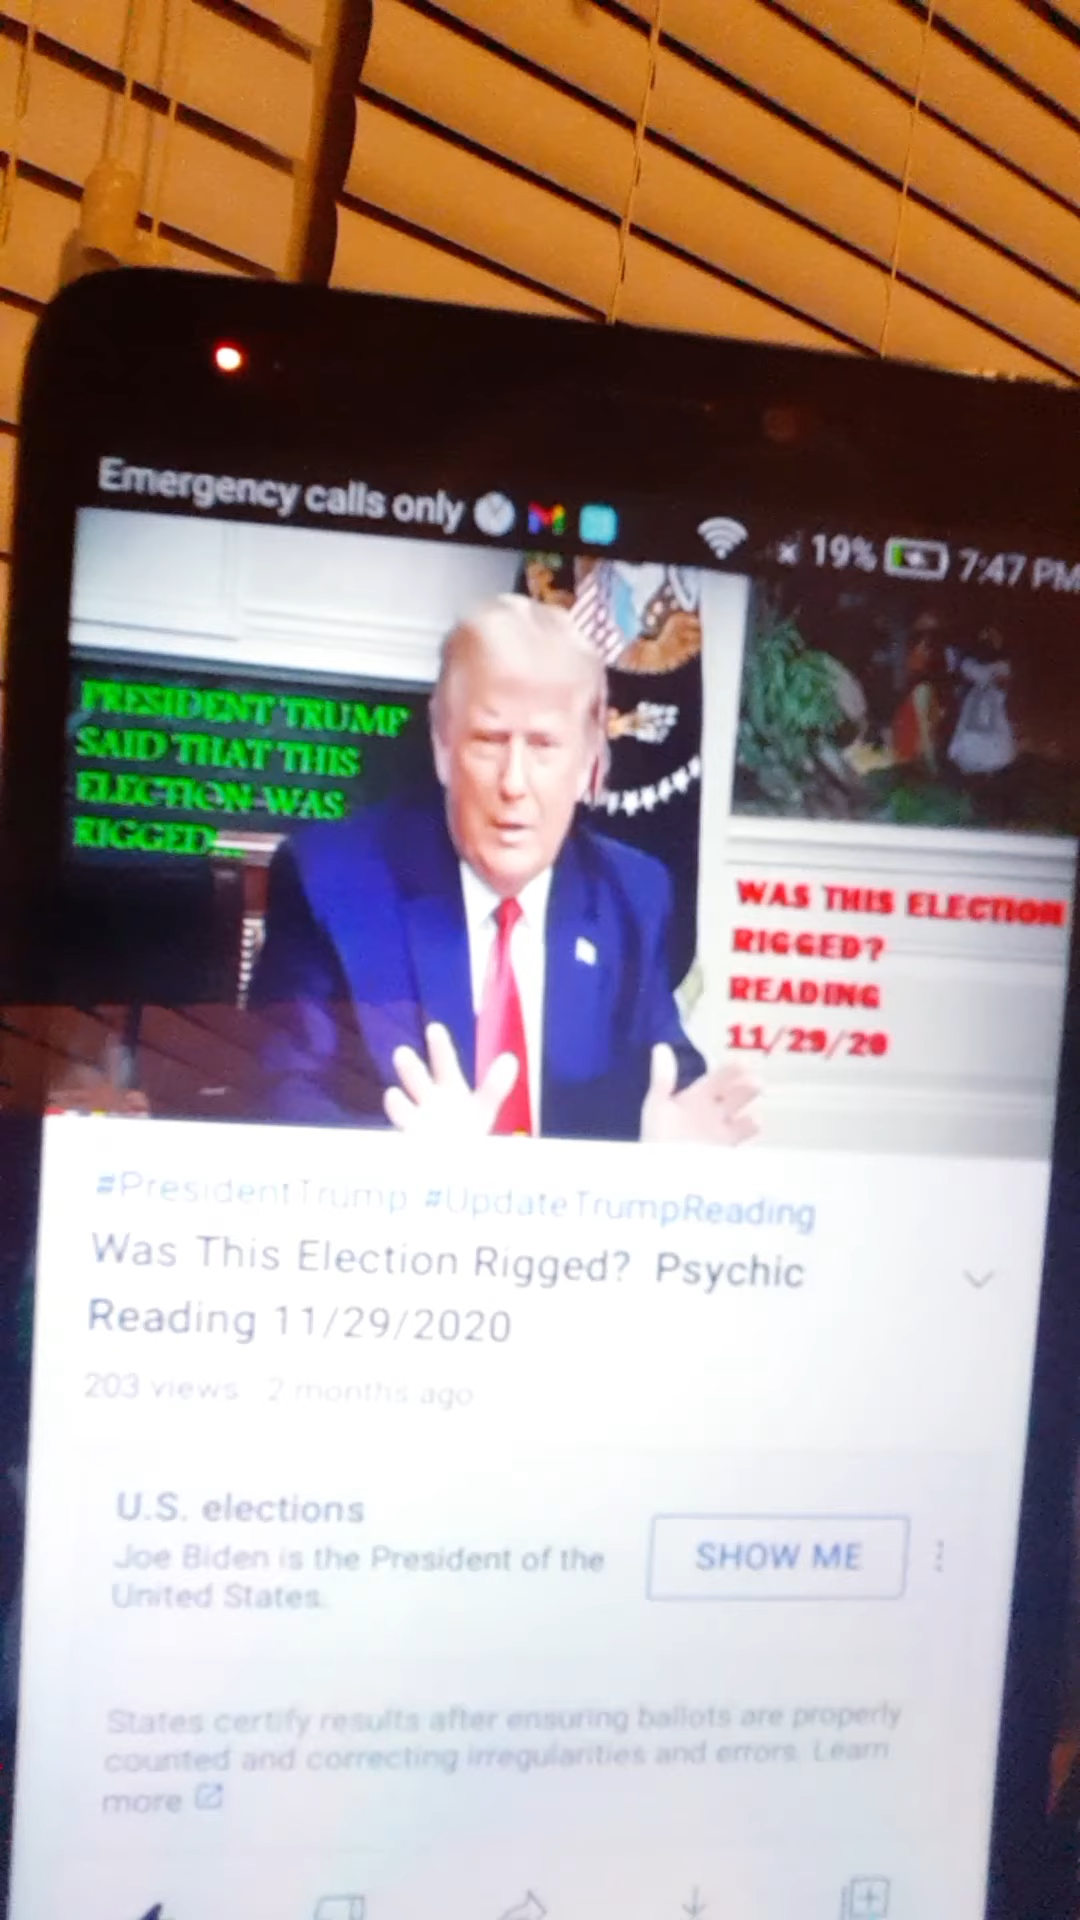 Emergency calls only
19%
7:47 PM
PRESIDENT TRUMP
SAID THAT THIS
ELECTION WAS
RIGGED....
WAS THIS ELECTION
RIGGED?
READING
11/29/20
#PresidentTrump #UpdateTrumpReading
Was This Election Rigged? Psychic
Reading 11/29/2020
203 views 2 months ago
U.S. elections
Joe Biden is the President of the
United States.
SHOW ME
States certify results after ensuring ballots are properly
counted and correcting irregularities and errors. Learn
more